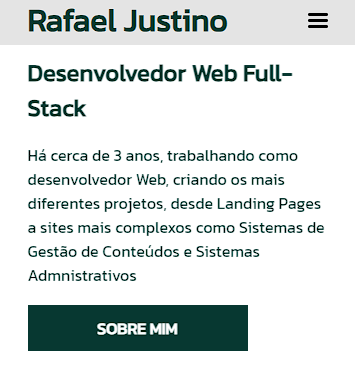 Rafael Justino
Desenvolvedor Web Full-
Stack
Há cerca de 3 anos, trabalhando como
desenvolvedor Web, criando os mais
diferentes projetos, desde Landing Pages
a sites mais complexos como Sistemas de
Gestão de Conteúdos e Sistemas
Admnistrativos
SOBRE MIM